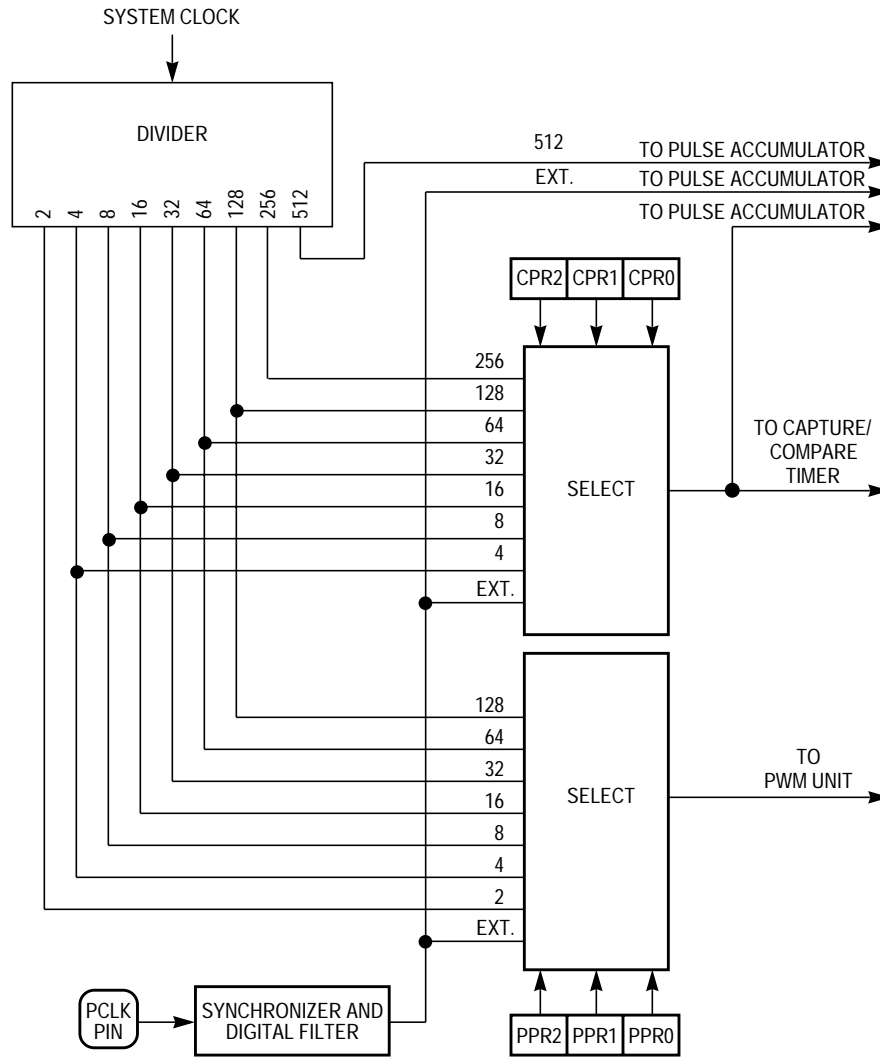 SYSTEM CLOCK
DIVIDER
2 4 8 16 32 64 128 256 512
512 TO PULSE ACCUMULATOR
EXT. TO PULSE ACCUMULATOR
TO PULSE ACCUMULATOR
CPR2 CPR1 CPR0
256
128
64
32
16
8
4
EXT.
SELECT
TO CAPTURE/
COMPARE
TIMER
128
64
32
16
8
4
2
EXT.
SELECT
TO
PWM UNIT
PCLK
PIN
SYNCHRONIZER AND
DIGITAL FILTER
PPR2 PPR1 PPR0